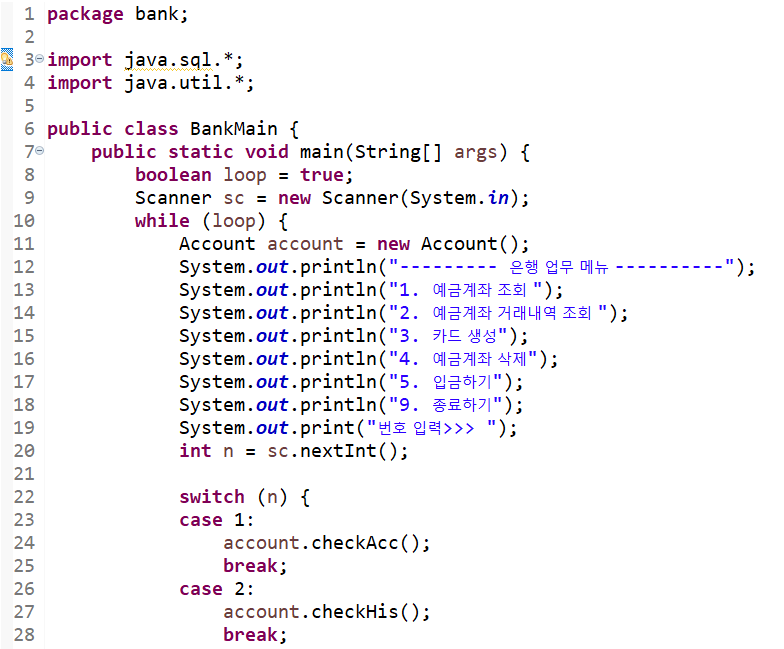 1 package bank;
2
3 import java.sql.*;
4 import java.util.*;
5
6 public class BankMain {
7     public static void main(String[] args) {
8         boolean loop = true;
9         Scanner sc = new Scanner(System.in);
10         while (loop) {
11             Account account = new Account();
12             System.out.println("--------- 은행 업무 메뉴 ----------");
13             System.out.println("1. 예금계좌 조회 ");
14             System.out.println("2. 예금계좌 거래내역 조회 ");
15             System.out.println("3. 카드 생성");
16             System.out.println("4. 예금계좌 삭제");
17             System.out.println("5. 입금하기");
18             System.out.println("9. 종료하기");
19             System.out.print("번호 입력>>> ");
20             int n = sc.nextInt();
21
22             switch (n) {
23             case 1:
24                 account.checkAcc();
25                 break;
26             case 2:
27                 account.checkHis();
28                 break;